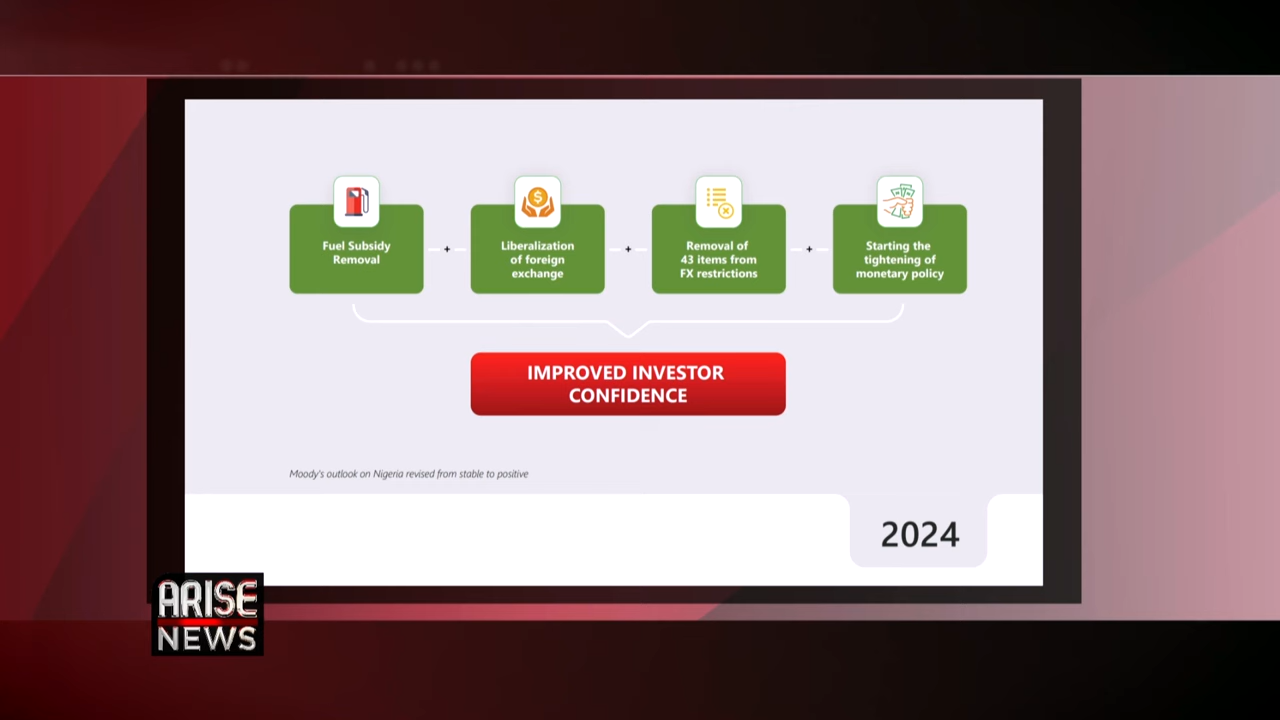 Fuel Subsidy
Removal
+
Liberalization
of foreign
exchange
+
Removal of
43 items from
FX restrictions
+
Starting the
tightening of
monetary policy
IMPROVED INVESTOR
CONFIDENCE
Moody's outlook on Nigeria revised from stable to positive
2024
ARISE
NEWS